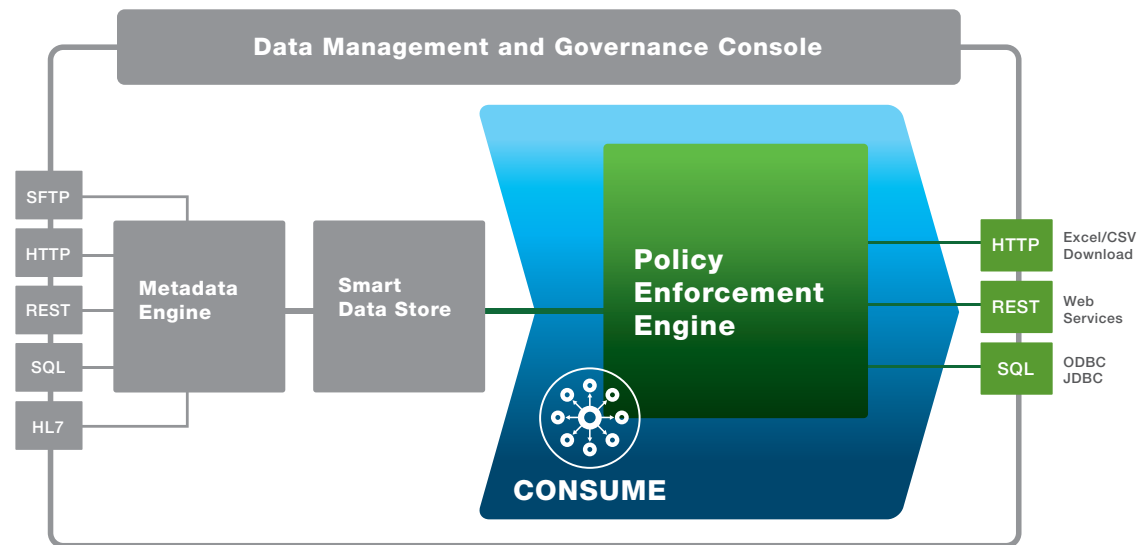 Data Management and Governance Console
SFTP
HTTP
REST
SQL
HL7
Metadata
Engine
Smart
Data Store
Policy
Enforcement
Engine
CONSUME
HTTP
Excel/CSV
Download
REST
Web
Services
SQL
ODBC
JDBC